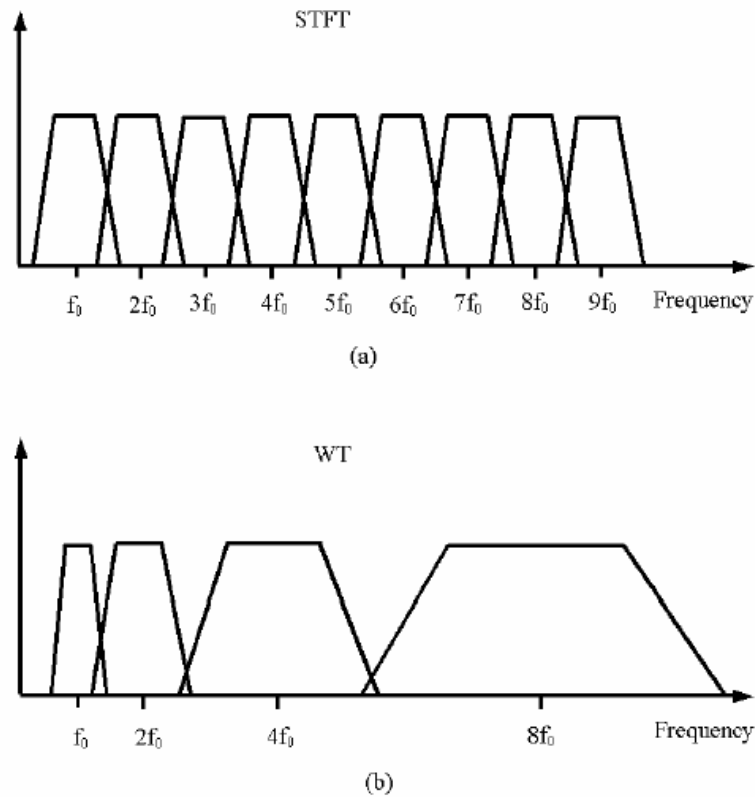 STFT
f₀ 2f₀ 3f₀ 4f₀ 5f₀ 6f₀ 7f₀ 8f₀ 9f₀ Frequency
(a)
WT
f₀ 2f₀ 4f₀ 8f₀ Frequency
(b)